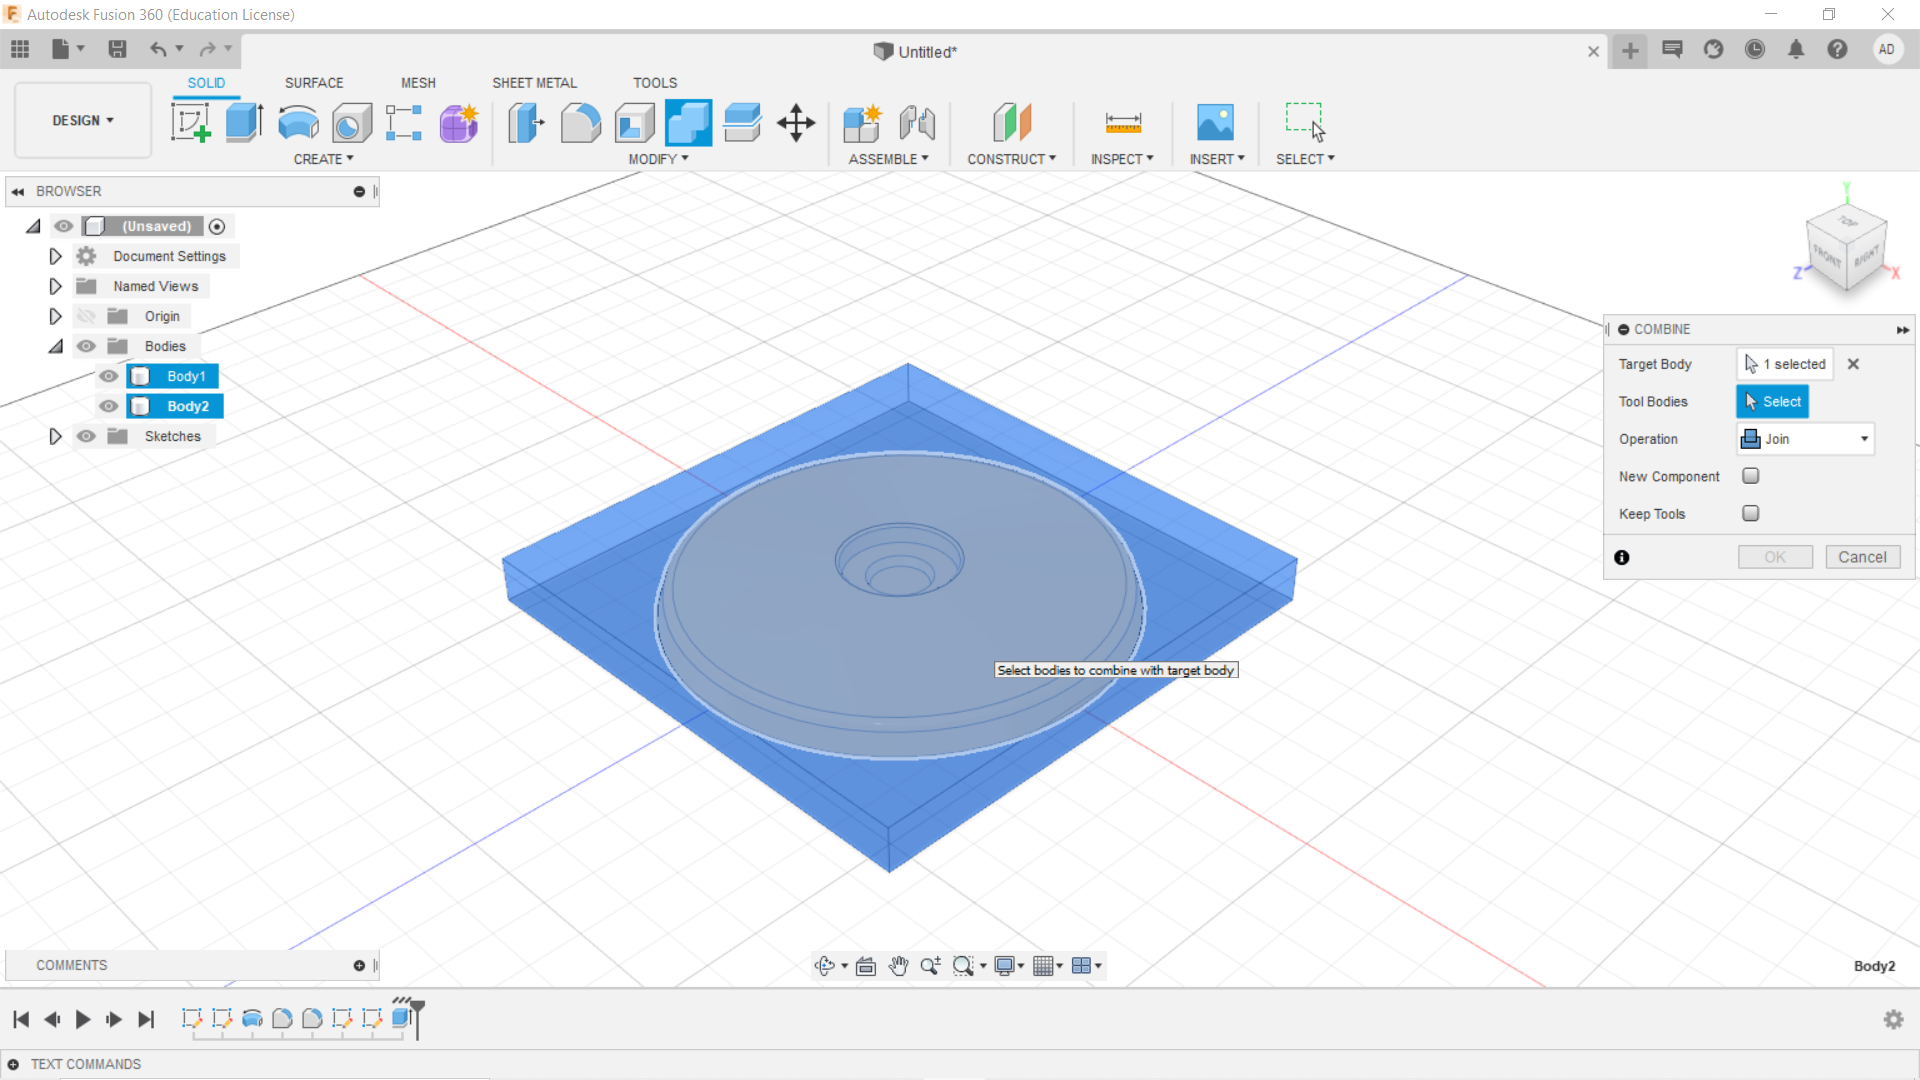 Autodesk Fusion 360 (Education License)
Untitled*
AD
DESIGN
SOLID
SURFACE
MESH
SHEET METAL
TOOLS
CREATE
MODIFY
ASSEMBLE
CONSTRUCT
INSPECT
INSERT
SELECT
BROWSER
(Unsaved)
Document Settings
Named Views
Origin
Bodies
Body1
Body2
Sketches
Y
TOP
FRONT
RIGHT
Z
X
COMBINE
Target Body
1 selected
Tool Bodies
Select
Operation
Join
New Component
Keep Tools
OK
Cancel
Select bodies to combine with target body
COMMENTS
Body2
TEXT COMMANDS